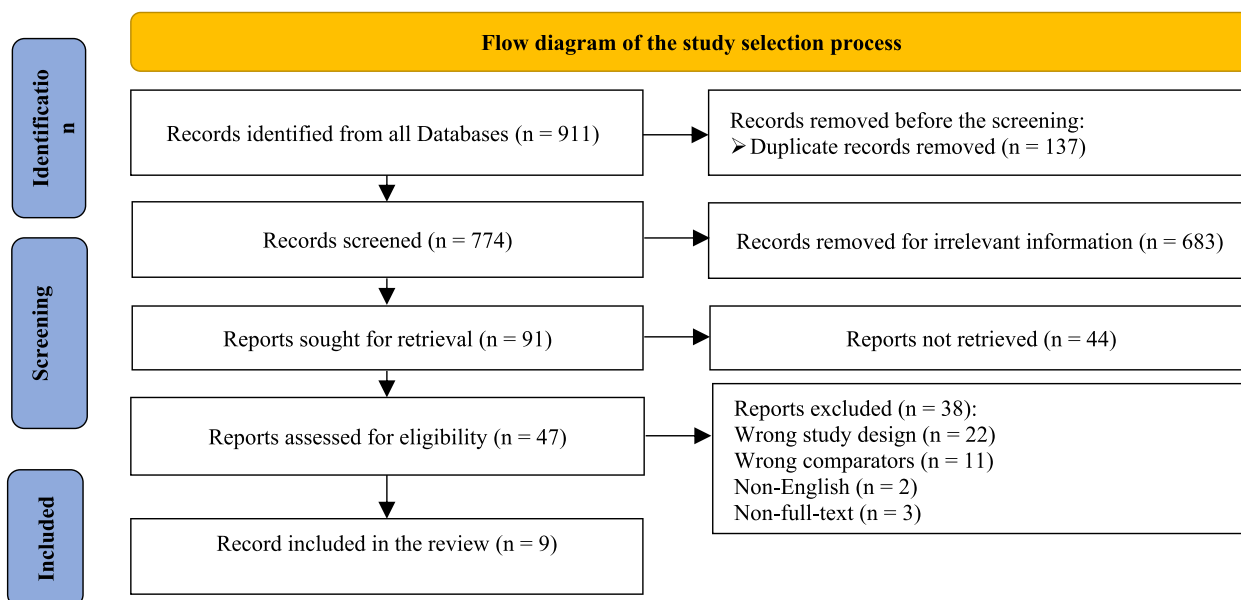 Flow diagram of the study selection process
Identificatio
n
Records identified from all Databases (n = 911)
Records removed before the screening:
➢ Duplicate records removed (n = 137)
Screening
Records screened (n = 774)
Records removed for irrelevant information (n = 683)
Reports sought for retrieval (n = 91)
Reports not retrieved (n = 44)
Reports assessed for eligibility (n = 47)
Reports excluded (n = 38):
Wrong study design (n = 22)
Wrong comparators (n = 11)
Non-English (n = 2)
Non-full-text (n = 3)
Included
Record included in the review (n = 9)